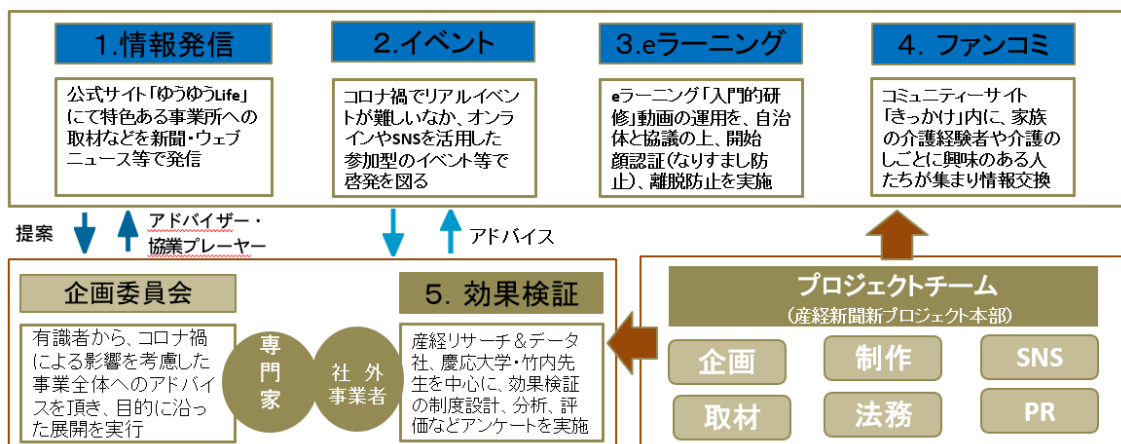 1.情報発信
公式サイト「ゆうゆうLife」
にて特色ある事業所への
取材などを新聞・ウェブ
ニュース等で発信
2.イベント
コロナ禍でリアルイベン
トが難しいなか、オンラ
インやSNSを活用した
参加型のイベント等で
啓発を図る
3.eラーニング
eラーニング「入門的研
修」動画の運用を、自治
体と協議の上、開始
顔認証(なりすまし防
止)、離脱防止を実施
4. ファンコミ
コミュニティーサイト
「きっかけ」内に、家族
の介護経験者や介護の
しごとに興味のある人
たちが集まり情報交換
提案
アドバイザー・
協業プレーヤー
アドバイス
企画委員会
有識者から、コロナ禍
による影響を考慮した
事業全体へのアドバイ
スを頂き、目的に沿っ
た展開を実行
専
門
家
社 外
事業者
5. 効果検証
産経リサーチ&データ
社、慶応大学・竹内先
生を中心に、効果検証
の制度設計、分析、評
価などアンケートを実施
プロジェクトチーム
(産経新聞新プロジェクト本部)
企画
制作
SNS
取材
法務
PR